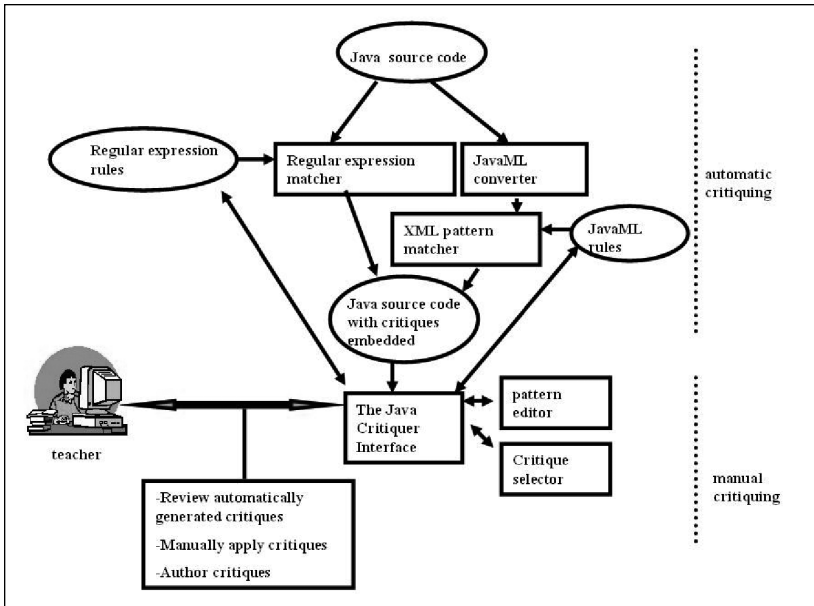 Java source code
Regular expression
rules
Regular expression
matcher
JavaML
converter
automatic
critiquing
XML pattern
matcher
JavaML
rules
Java source code
with critiques
embedded
teacher
The Java
Critiquer
Interface
pattern
editor
Critique
selector
manual
critiquing
-Review automatically
generated critiques
-Manually apply critiques
-Author critiques